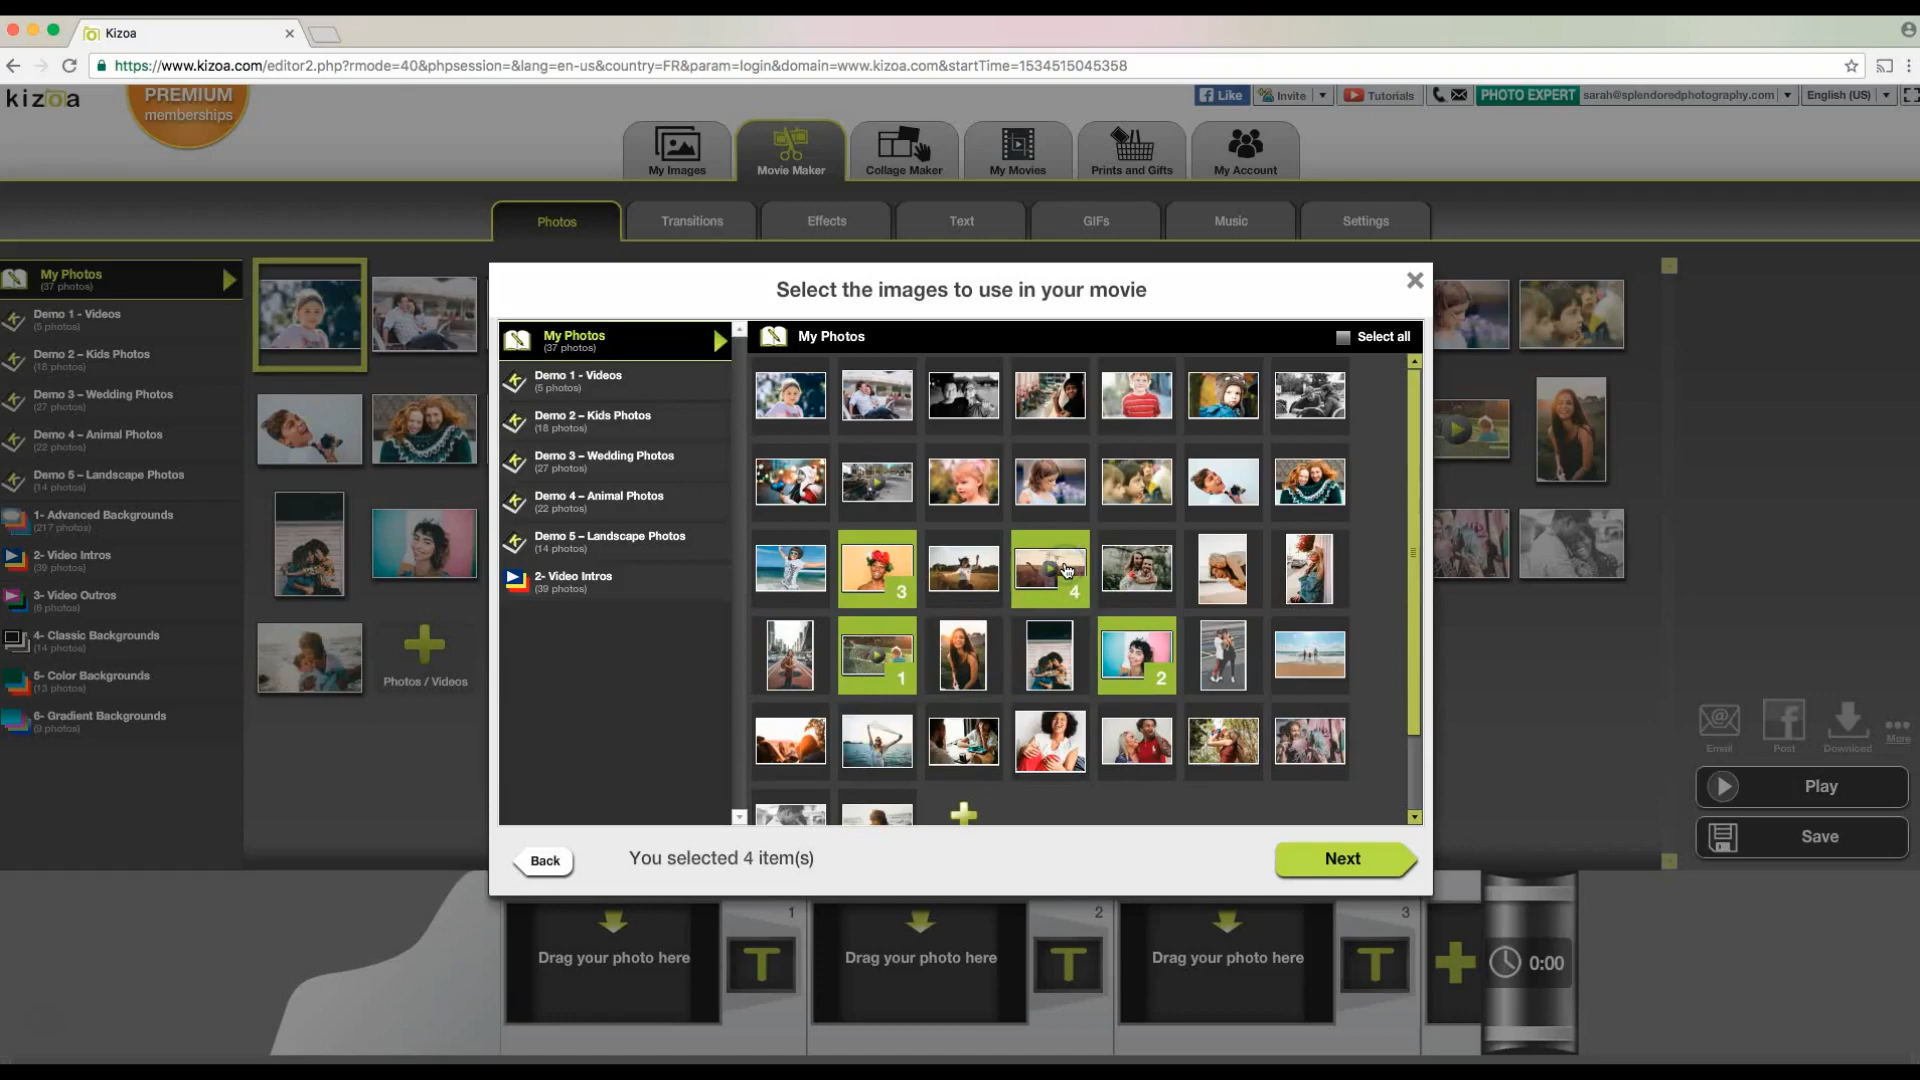 Kizoa
https://www.kizoa.com/editor2.php?rmode=40&phpsession=&lang=en-us&country=FR&param=login&domain=www.kizoa.com&startTime=1534515045358
kizoa
PREMIUM
memberships
Like
Invite
Tutorials
PHOTO EXPERT
sarah@splendoredphotography.com
English (US)
My Images
Movie Maker
Collage Maker
My Movies
Prints and Gifts
My Account
Photos
Transitions
Effects
Text
GIFs
Music
Settings
My Photos
(37 photos)
Demo 1 - Videos
(5 photos)
Demo 2 – Kids Photos
(18 photos)
Demo 3 – Wedding Photos
(27 photos)
Demo 4 – Animal Photos
(22 photos)
Demo 5 – Landscape Photos
(14 photos)
1- Advanced Backgrounds
(217 photos)
2- Video Intros
(39 photos)
3- Video Outros
(6 photos)
4- Classic Backgrounds
(14 photos)
5- Color Backgrounds
(13 photos)
6- Gradient Backgrounds
(9 photos)
Photos / Videos
Select the images to use in your movie
My Photos
(37 photos)
Demo 1 - Videos
(5 photos)
Demo 2 – Kids Photos
(18 photos)
Demo 3 – Wedding Photos
(27 photos)
Demo 4 – Animal Photos
(22 photos)
Demo 5 – Landscape Photos
(14 photos)
2- Video Intros
(39 photos)
My Photos
Select all
3
4
1
2
Back
You selected 4 item(s)
Next
Email
Post
Download
More
Play
Save
1
2
3
Drag your photo here
T
Drag your photo here
T
Drag your photo here
T
0:00